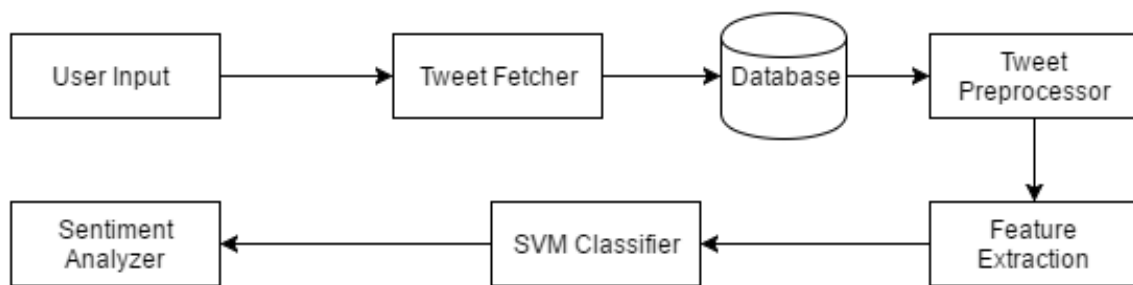 User Input
Tweet Fetcher
Database
Tweet
Preprocessor
Sentiment
Analyzer
SVM Classifier
Feature
Extraction